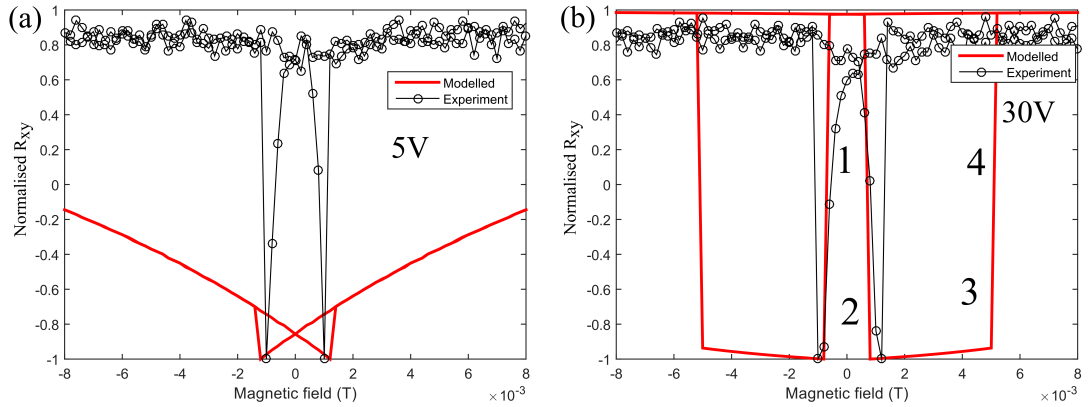 (a)
1
0.8
0.6
0.4
0.2
0
-0.2
-0.4
-0.6
-0.8
-1
Normalised Rxy
Modelled
Experiment
5V
-8 -6 -4 -2 0 2 4 6 8
Magnetic field (T)
×10-3
(b)
1
0.8
0.6
0.4
0.2
0
-0.2
-0.4
-0.6
-0.8
-1
Normalised Rxy
Modelled
Experiment
30V
1
4
3
2
-8 -6 -4 -2 0 2 4 6 8
Magnetic field (T)
×10-3